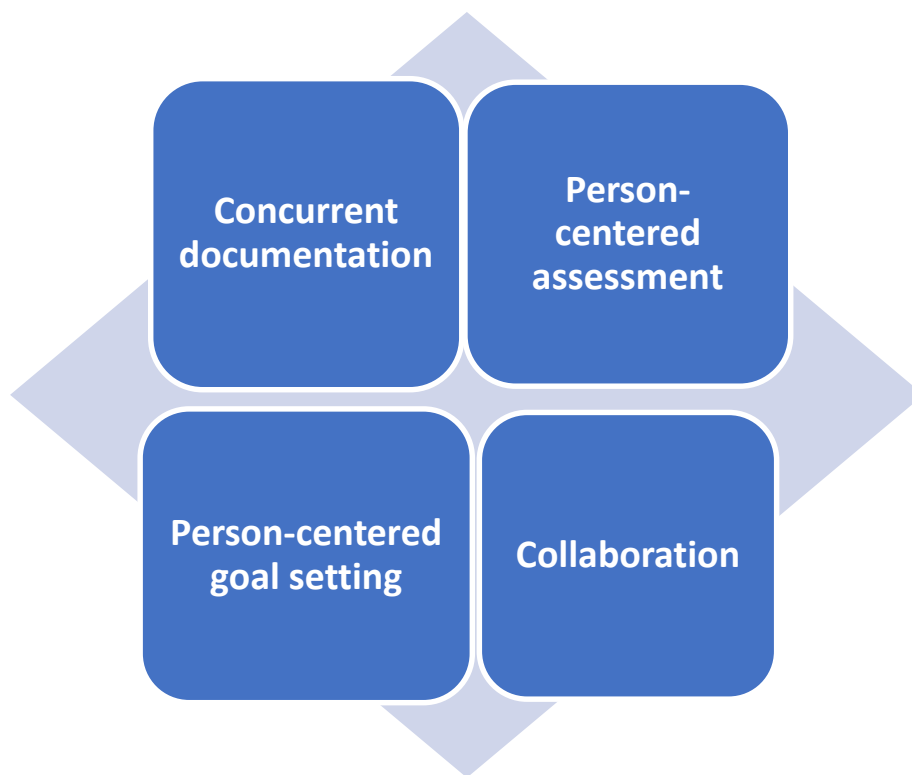 Concurrent
documentation
Person-
centered
assessment
Person-centered
goal setting
Collaboration